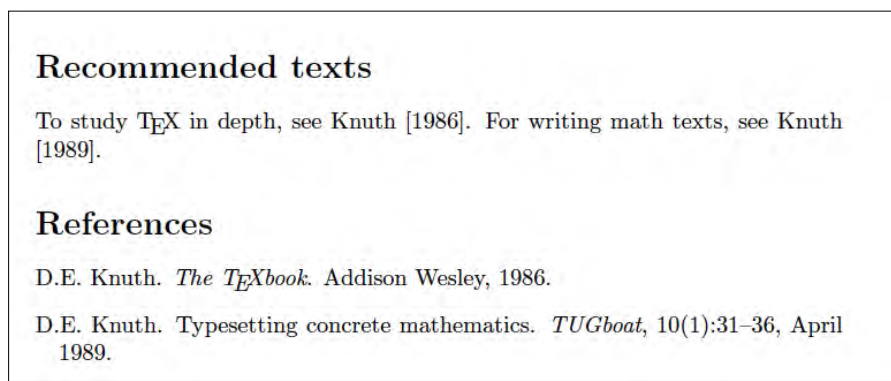 Recommended texts
To study TEX in depth, see Knuth [1986]. For writing math texts, see Knuth
[1989].
References
D.E. Knuth. The TEXbook. Addison Wesley, 1986.
D.E. Knuth. Typesetting concrete mathematics. TUGboat, 10(1):31–36, April
1989.